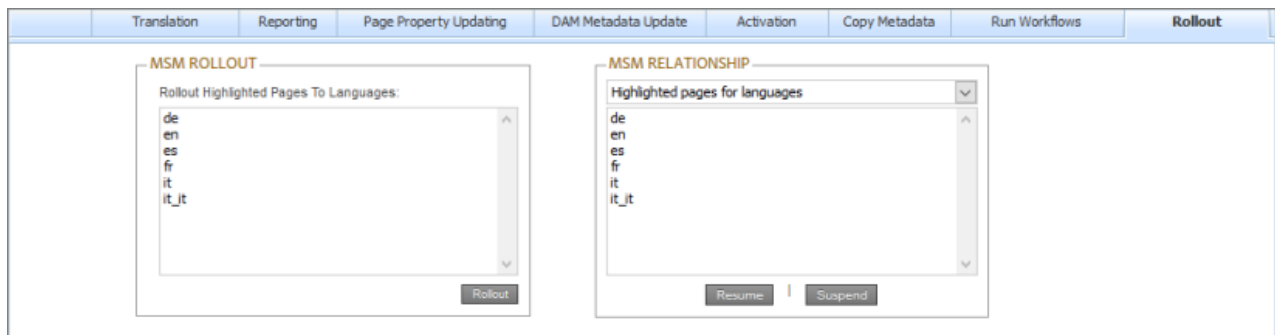 Translation Reporting Page Property Updating DAM Metadata Update Activation Copy Metadata Run Workflows Rollout
MSM ROLLOUT
Rollout Highlighted Pages To Languages:
de
en
es
fr
it
it_it
Rollout
MSM RELATIONSHIP
Highlighted pages for languages
de
en
es
fr
it
it_it
Resume | Suspend